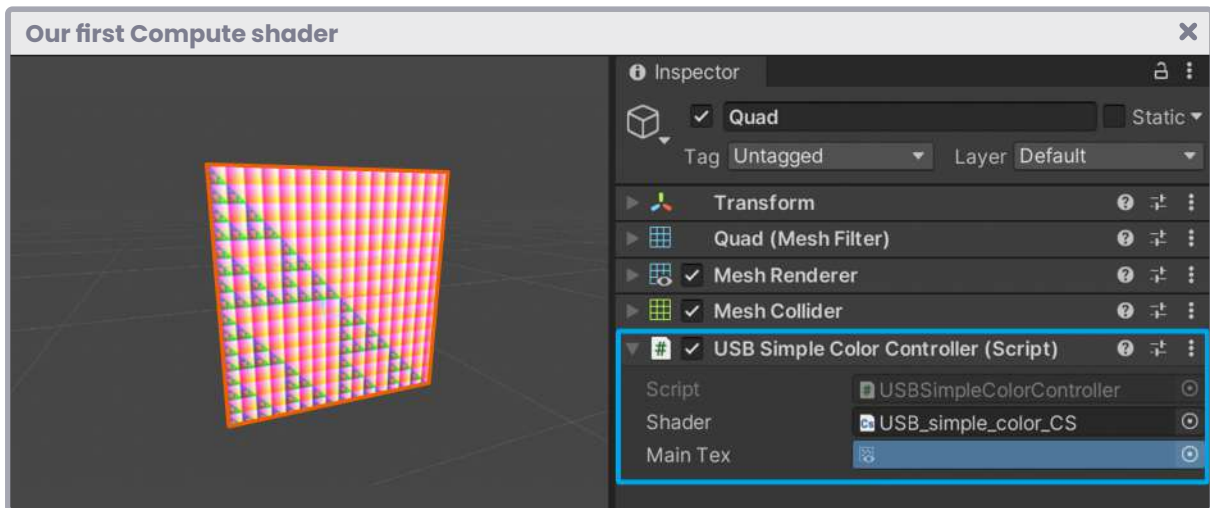 Our first Compute shader
Inspector
Quad
Static
Tag Untagged Layer Default
Transform
Quad (Mesh Filter)
Mesh Renderer
Mesh Collider
# USB Simple Color Controller (Script)
Script USBSimpleColorController
Shader USB_simple_color_CS
Main Tex